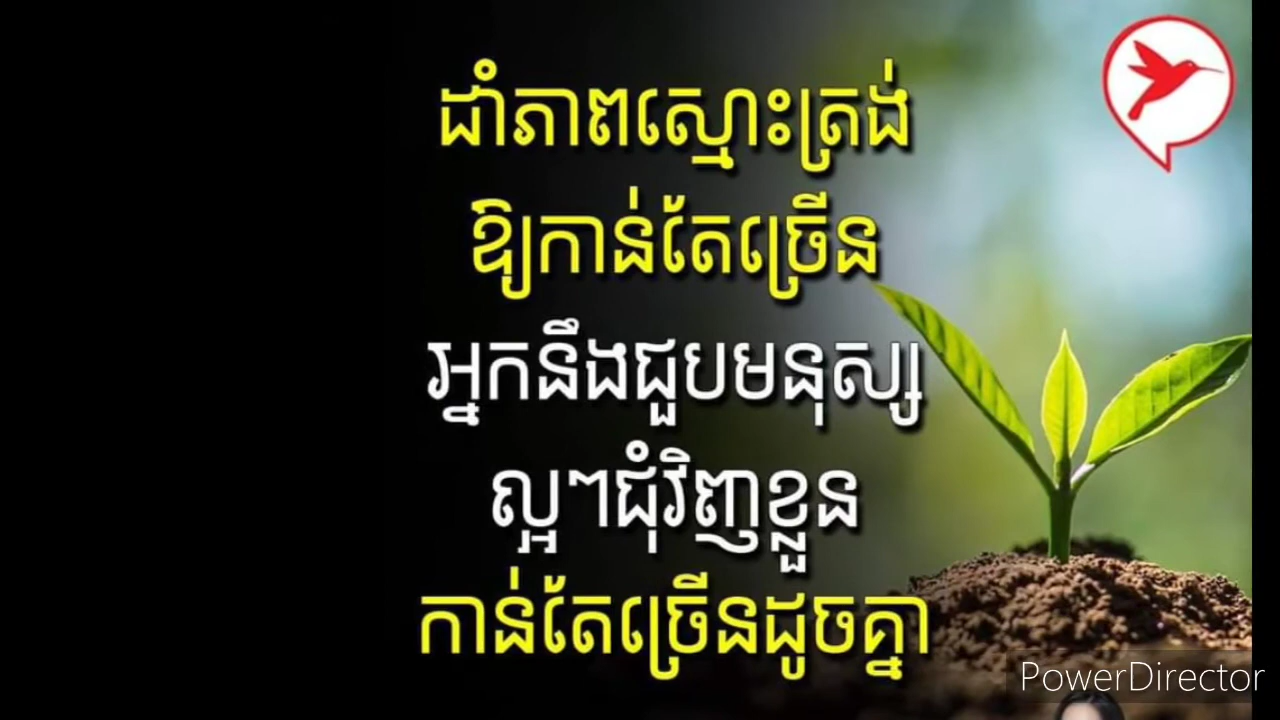 ដាំភាពស្មោះត្រង់
ឱ្យកាន់តែច្រើន
អ្នកនឹងជួបមនុស្ស
ល្អៗជុំវិញខ្លួន
កាន់តែច្រើនដូចគ្នា
PowerDirector